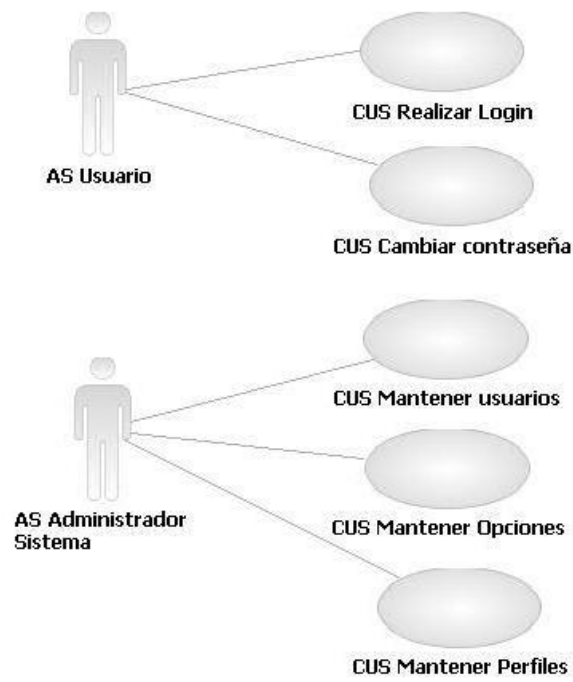 CUS Realizar Login
AS Usuario
CUS Cambiar contraseña
CUS Mantener usuarios
AS Administrador
Sistema
CUS Mantener Opciones
CUS Mantener Perfiles